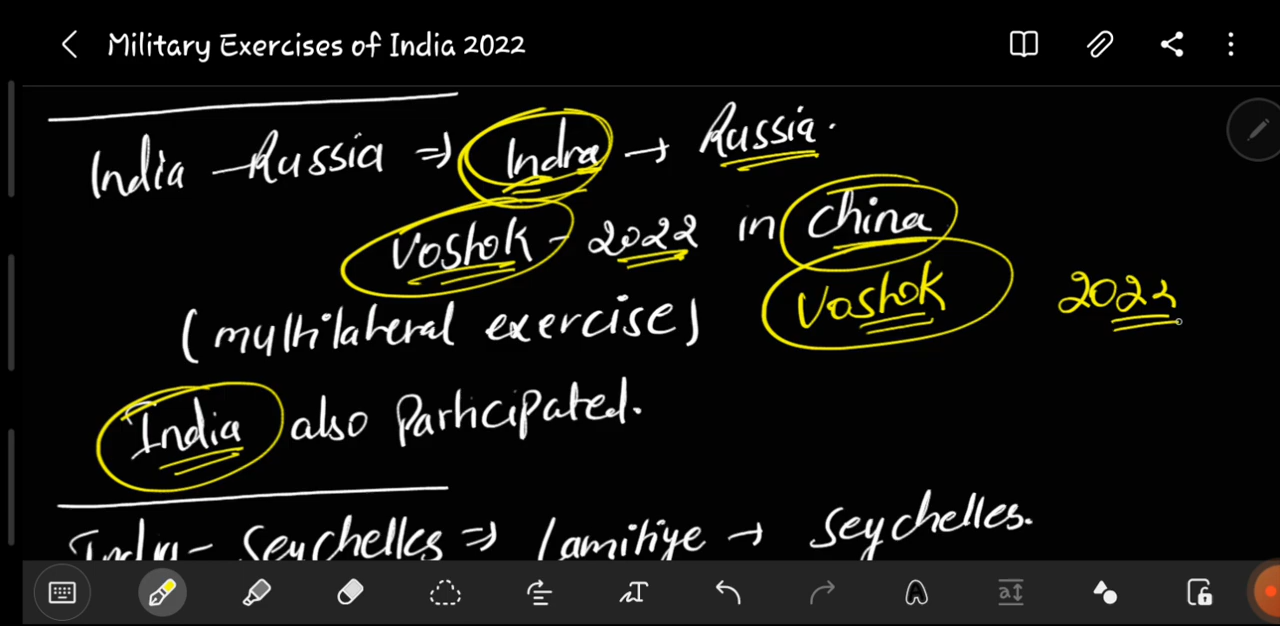 Military Exercises of India 2022
India - Russia ⇒ Indra → Russia.
Voshok - 2022 in China
Voshok 2022
(multilateral exercise)
India also Participated.
India - Seychelles ⇒ Lamitiye → Seychelles.